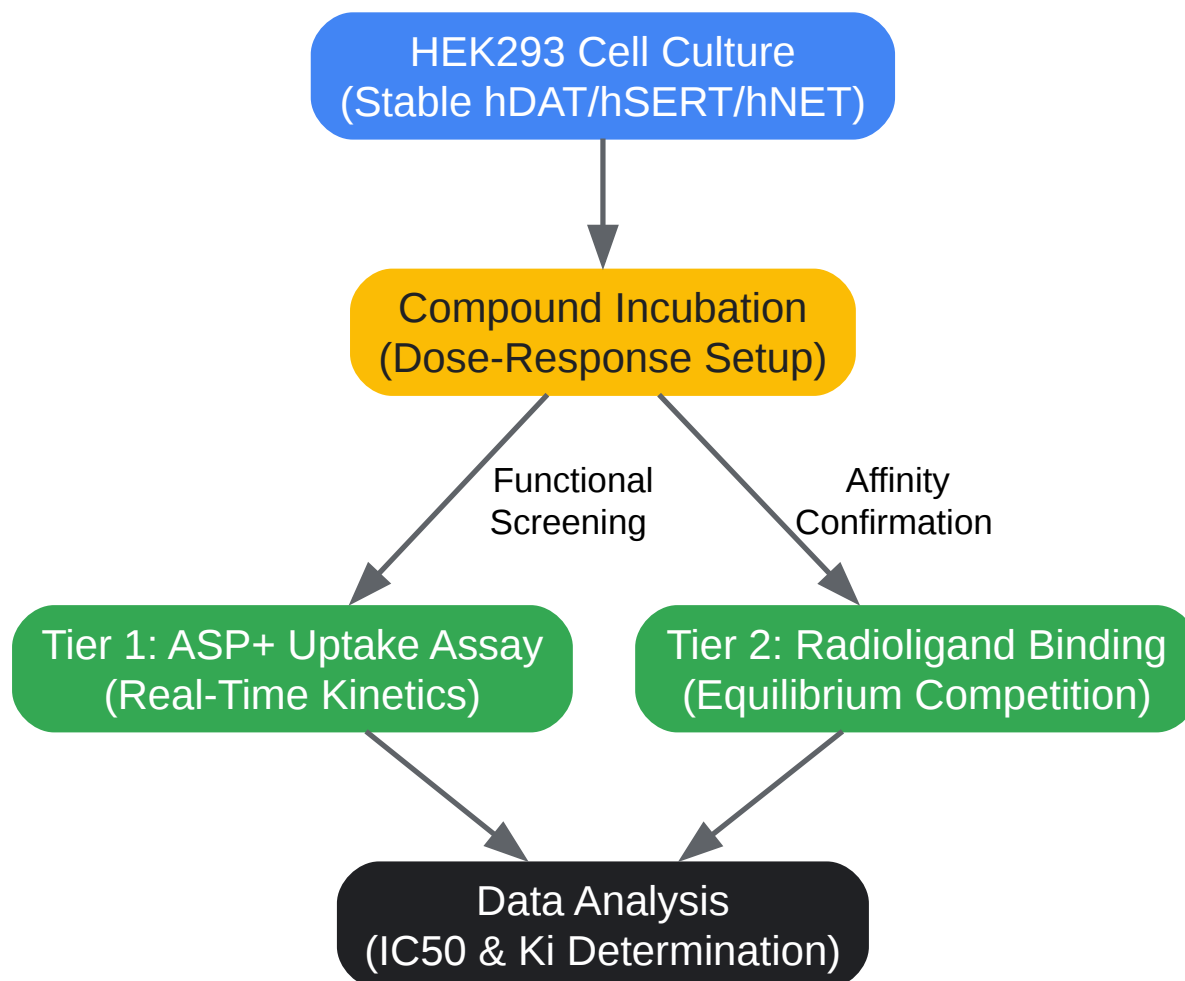 HEK293 Cell Culture
(Stable hDAT/hSERT/hNET)
Compound Incubation
(Dose-Response Setup)
Functional
Screening
Affinity
Confirmation
Tier 1: ASP+ Uptake Assay
(Real-Time Kinetics)
Tier 2: Radioligand Binding
(Equilibrium Competition)
Data Analysis
(IC50 & Ki Determination)